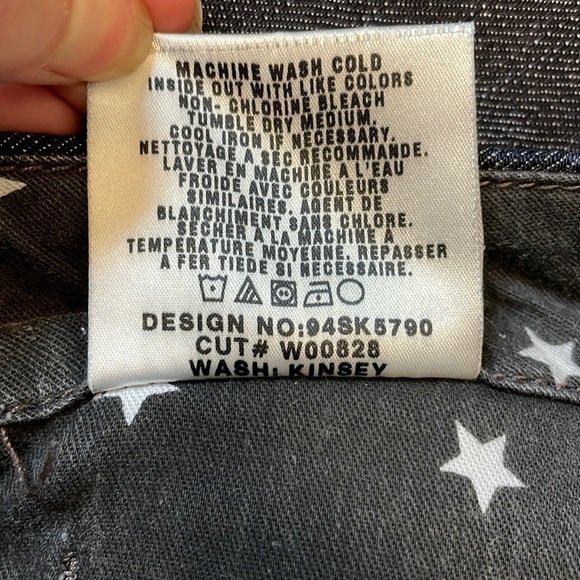 MACHINE WASH COLD
INSIDE OUT WITH LIKE COLORS
NON- CHLORINE BLEACH
TUMBLE DRY MEDIUM.
COOL IRON IF NECESSARY.
NETTOYAGE A SEC RECOMMANDE.
LAVER EN MACHINE A L'EAU
FROIDE AVEC COULEURS
SIMILAIRES. AGENT DE
BLANCHIMENT SANS CHLORE.
SECHER A LA MACHINE A
TEMPERATURE MOYENNE. REPASSER
A FER TIEDE SI NECESSAIRE.
DESIGN NO:94SK5790
CUT# W00828
WASH: KINSEY